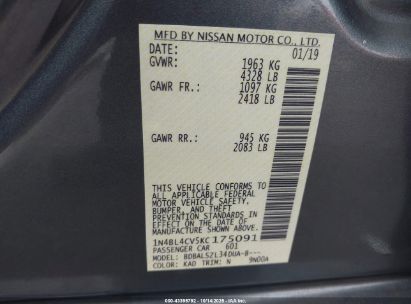 MFD BY NISSAN MOTOR CO., LTD.
DATE: 01/19
GVWR: 1963 KG
4328 LB
GAWR FR.: 1097 KG
2418 LB
GAWR RR.: 945 KG
2083 LB
THIS VEHICLE CONFORMS TO ALL APPLICABLE FEDERAL
MOTOR VEHICLE SAFETY,
BUMPER, AND THEFT
PREVENTION STANDARDS
IN EFFECT ON THE DATE OF
MANUFACTURE SHOWN ABOVE.
1N4BL4CV5KC175091
PASSENGER CAR 601
MODEL: BDBALS2L34DUA-B---
COLOR: KAD TRIM: N 9N00A